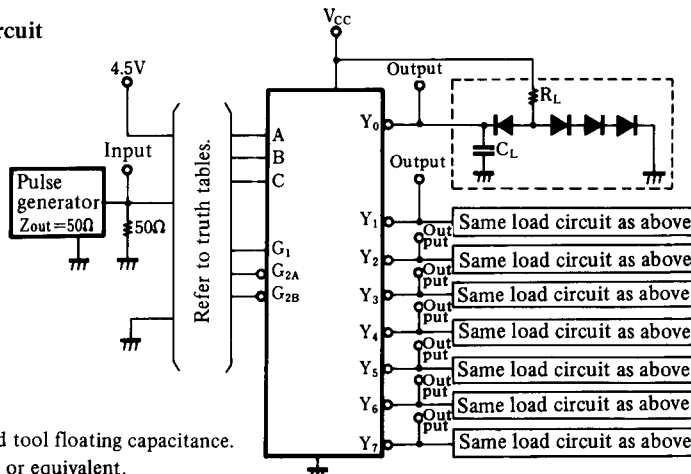 rcuit
VCC
4.5V
Output
RL
Input
A
B
C
Y0
CL
Output
Pulse
generator
Zout=50Ω
50Ω
Refer to truth tables.
G1
G2A
G2B
Y1
Same load circuit as above
Out
put
Y2
Same load circuit as above
Out
put
Y3
Same load circuit as above
Out
put
Y4
Same load circuit as above
Out
put
Y5
Same load circuit as above
Out
put
Y6
Same load circuit as above
Out
put
Y7
Same load circuit as above
d tool floating capacitance.
or equivalent.